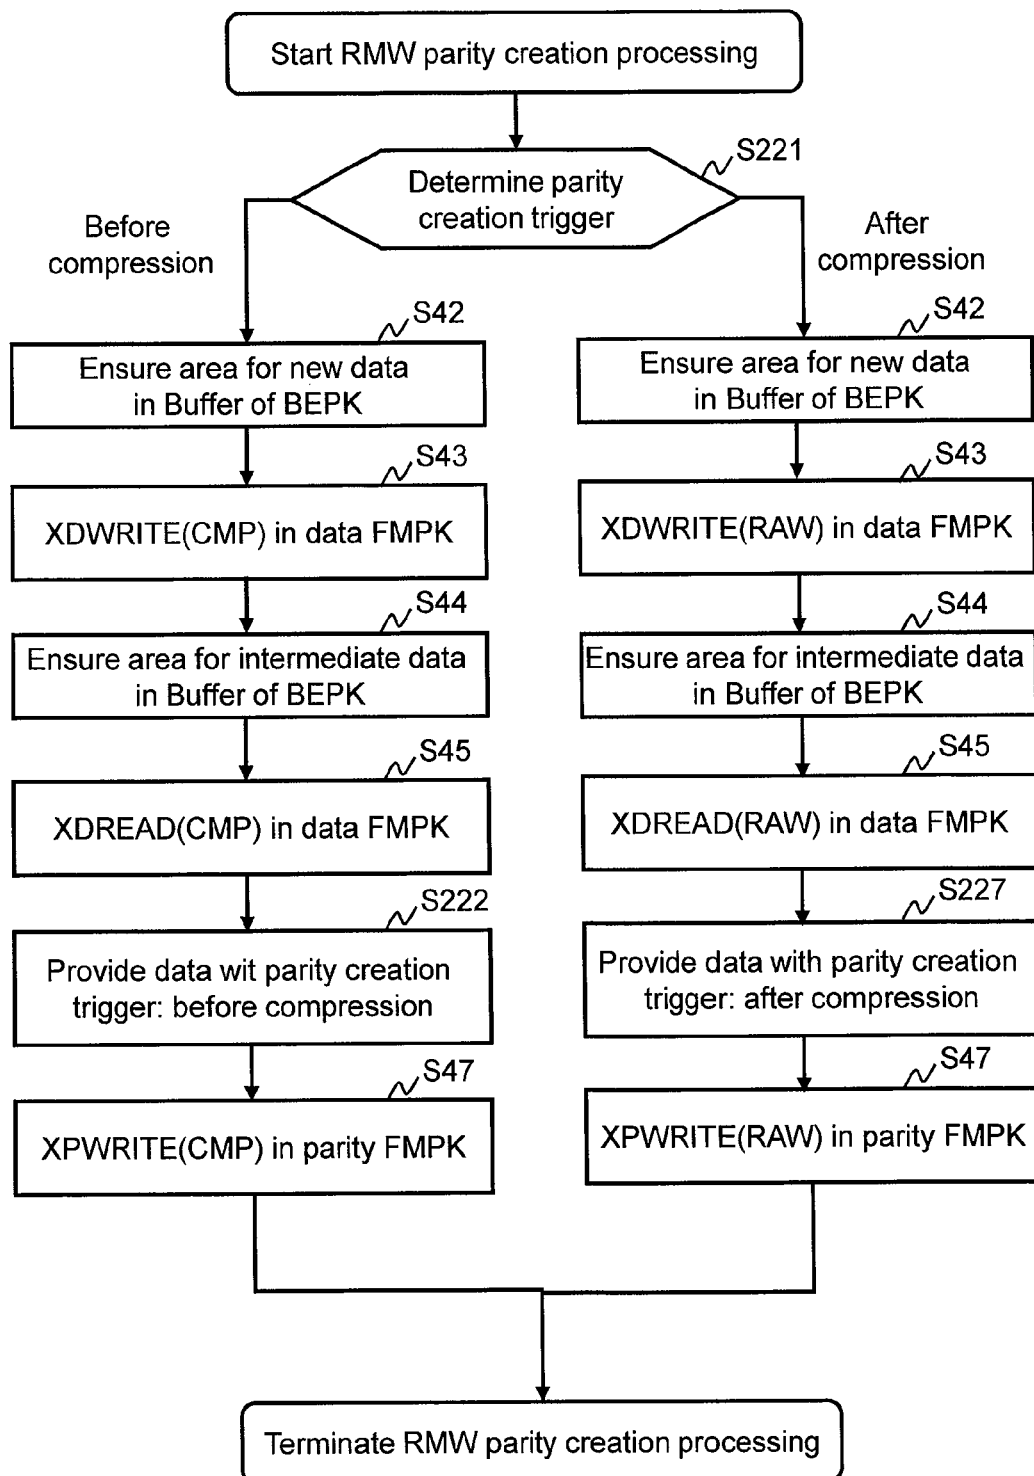 Start RMW parity creation processing
S221
Determine parity
creation trigger
Before
compression
After
compression
S42
Ensure area for new data
in Buffer of BEPK
S43
XDWRITE(CMP) in data FMPK
S44
Ensure area for intermediate data
in Buffer of BEPK
S45
XDREAD(CMP) in data FMPK
S222
Provide data wit parity creation
trigger: before compression
S47
XPWRITE(CMP) in parity FMPK
S42
Ensure area for new data
in Buffer of BEPK
S43
XDWRITE(RAW) in data FMPK
S44
Ensure area for intermediate data
in Buffer of BEPK
S45
XDREAD(RAW) in data FMPK
S227
Provide data with parity creation
trigger: after compression
S47
XPWRITE(RAW) in parity FMPK
Terminate RMW parity creation processing